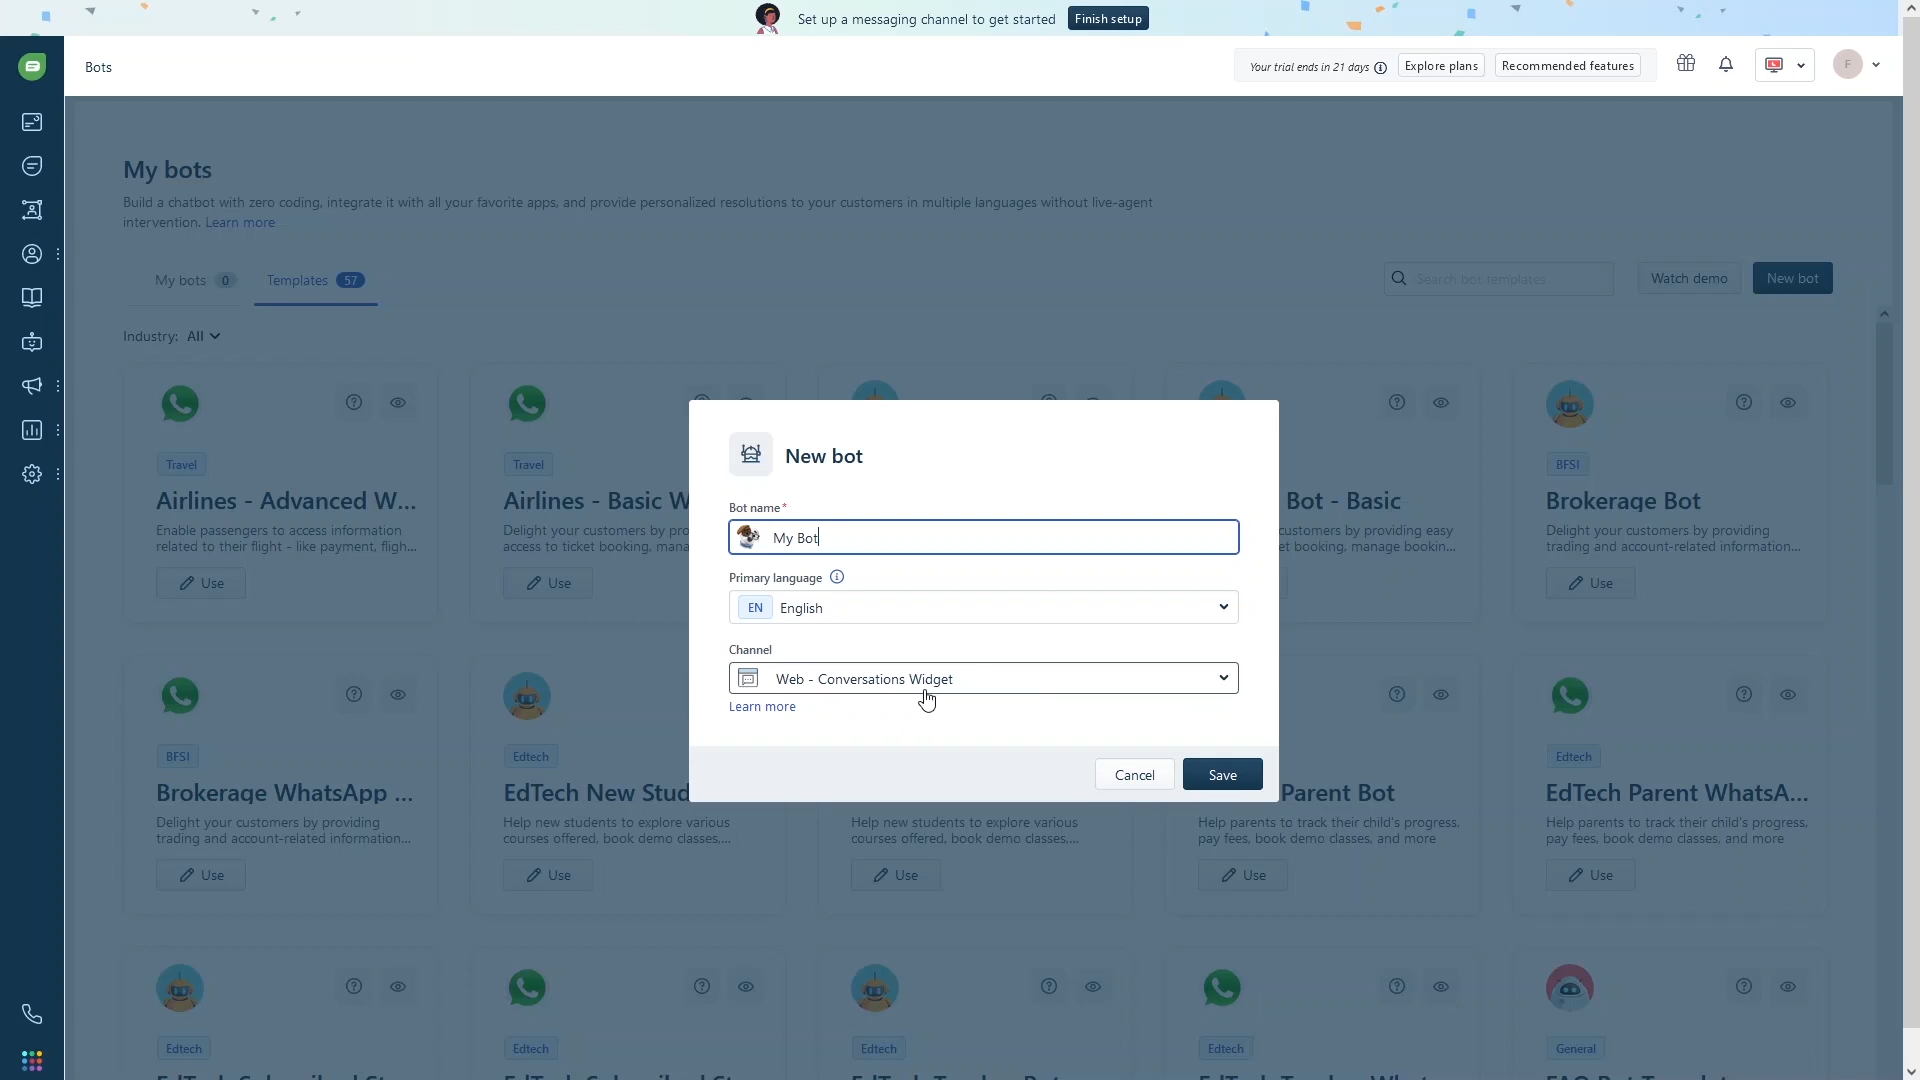 Set up a messaging channel to get started
Finish setup
Bots
Your trial ends in 21 days
Explore plans
Recommended features
F
My bots
Build a chatbot with zero coding, integrate it with all your favorite apps, and provide personalized resolutions to your customers in multiple languages without live-agent
intervention. Learn more
My bots 0
Templates 57
Search bot templates
Watch demo
New bot
Industry: All
Travel
Airlines - Advanced W...
Enable passengers to access information
related to their flight - like payment, fligh...
Use
Travel
Airlines - Basic W
Delight your customers by pro
access to ticket booking, mana
Use
Bot - Basic
customers by providing easy
et booking, manage bookin...
BFSI
Brokerage Bot
Delight your customers by providing
trading and account-related information...
Use
New bot
Bot name*
My Bot
Primary language
EN English
Channel
Web - Conversations Widget
Learn more
Cancel
Save
BFSI
Brokerage WhatsApp ...
Delight your customers by providing
trading and account-related information...
Use
Edtech
EdTech New Stud
Help new students to explore various
courses offered, book demo classes,...
Use
Help new students to explore various
courses offered, book demo classes,...
Use
Parent Bot
Help parents to track their child's progress,
pay fees, book demo classes, and more
Use
Edtech
EdTech Parent WhatsA...
Help parents to track their child's progress,
pay fees, book demo classes, and more
Use
Edtech
Edtech
Edtech
Edtech
General